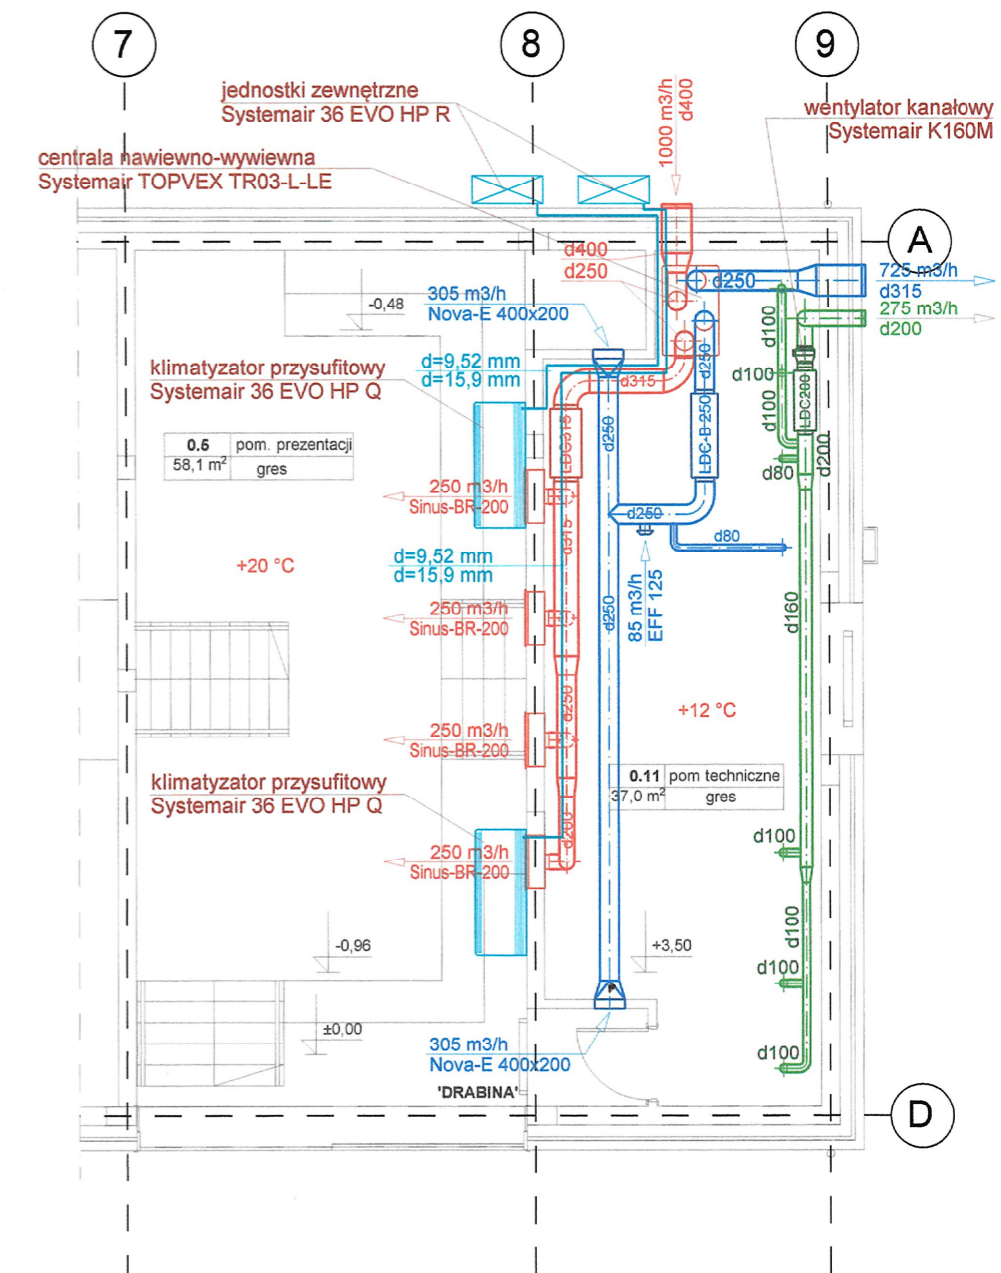 7
8
9
jednostki zewnętrzne
Systemair 36 EVO HP R
1000 m3/h
d400
wentylator kanałowy
Systemair K160M
centrala nawiewno-wywiewna
Systemair TOPVEX TR03-L-LE
A
d400
d250
d250
725 m3/h
d315
275 m3/h
d200
-0,48
305 m3/h
Nova-E 400x200
d100
klimatyzator przysufitowy
Systemair 36 EVO HP Q
d=9,52 mm
d=15,9 mm
d315
d250
d100
d100
LDC200
0.5 pom. prezentacji
58,1 m² gres
LDC315
d250
LDC-B 250
d80
d200
250 m3/h
Sinus-BR-200
d315
d250
d80
d=9,52 mm
d=15,9 mm
+20 °C
85 m3/h
EFF 125
250 m3/h
Sinus-BR-200
d250
d160
d250
+12 °C
250 m3/h
Sinus-BR-200
klimatyzator przysufitowy
Systemair 36 EVO HP Q
0.11 pom techniczne
37,0 m² gres
d200
d100
250 m3/h
Sinus-BR-200
d100
-0,96
+3,50
d100
±0,00
305 m3/h
Nova-E 400x200
d100
'DRABINA'
D